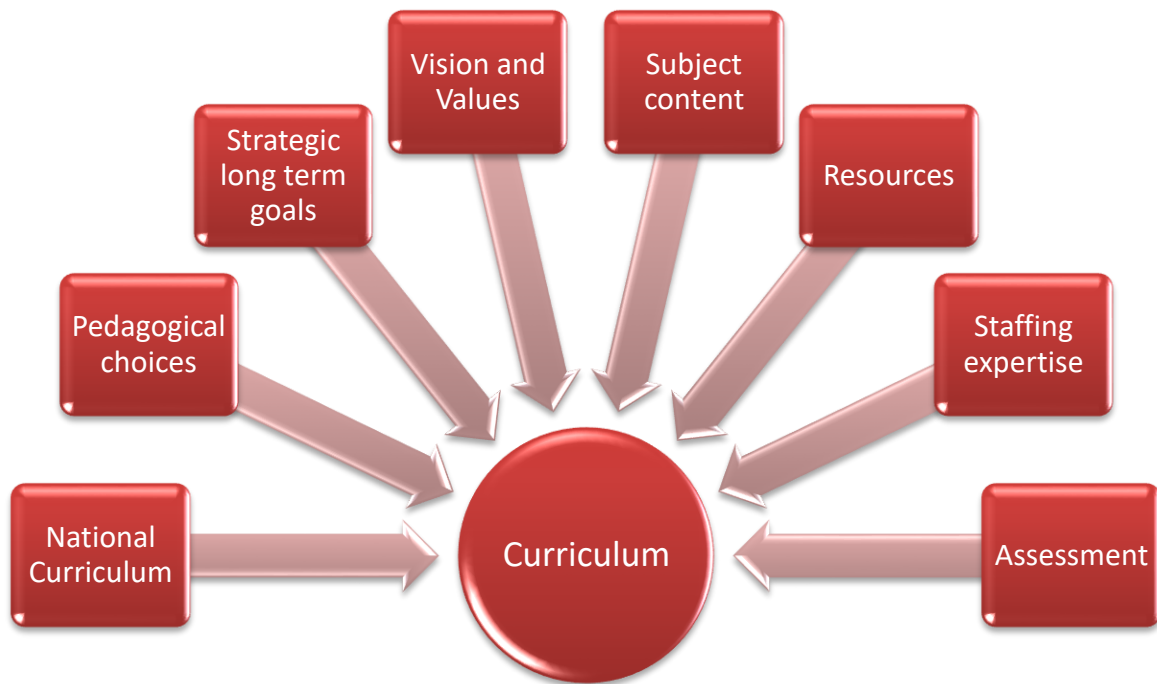 Vision and
Values
Subject
content
Strategic
long term
goals
Resources
Pedagogical
choices
Staffing
expertise
National
Curriculum
Curriculum
Assessment